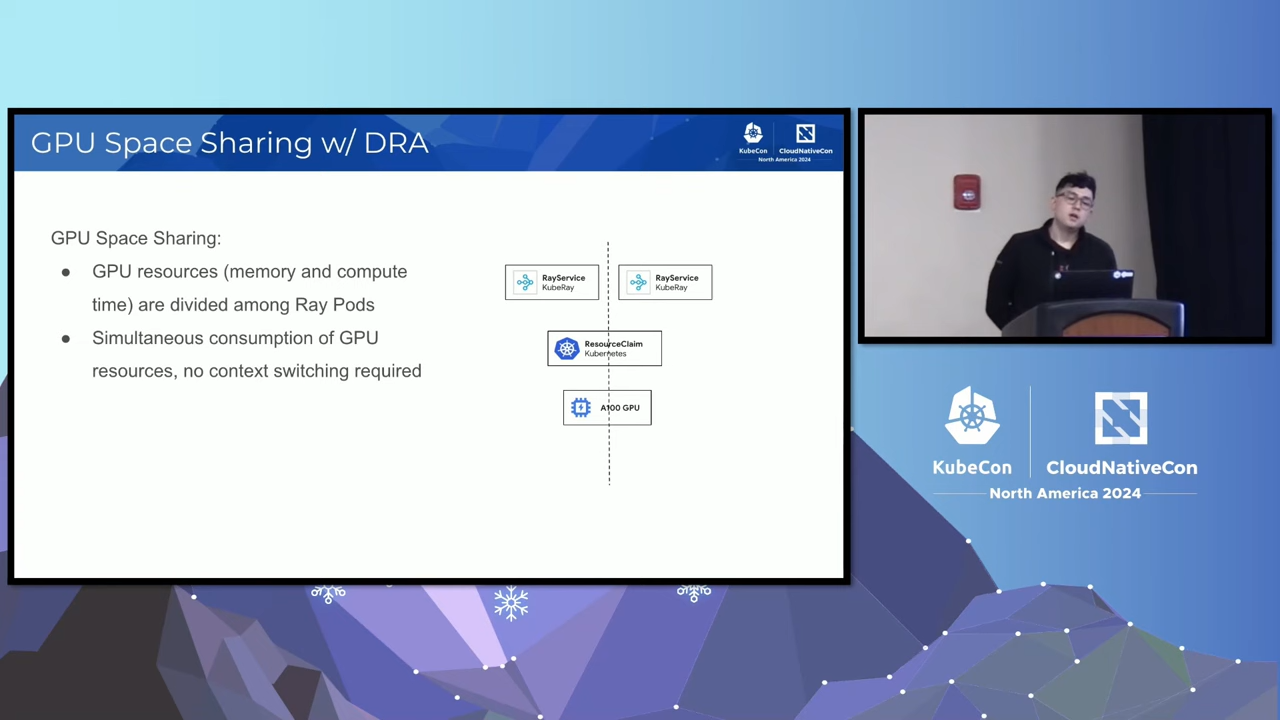 GPU Space Sharing w/ DRA
KubeCon
CloudNativeCon
North America 2024
GPU Space Sharing:
● GPU resources (memory and compute
time) are divided among Ray Pods
● Simultaneous consumption of GPU
resources, no context switching required
RayService
KubeRay
RayService
KubeRay
ResourceClaim
Kubernetes
A100 GPU
KubeCon
CloudNativeCon
North America 2024